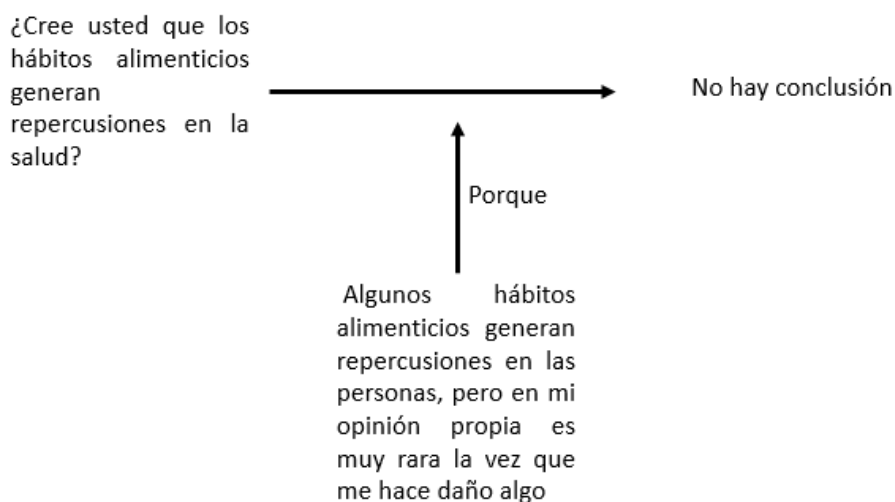 ¿Cree usted que los
hábitos alimenticios
generan
repercusiones en la
salud?
No hay conclusión
Porque
Algunos hábitos
alimenticios generan
repercusiones en las
personas, pero en mi
opinión propia es
muy rara la vez que
me hace daño algo